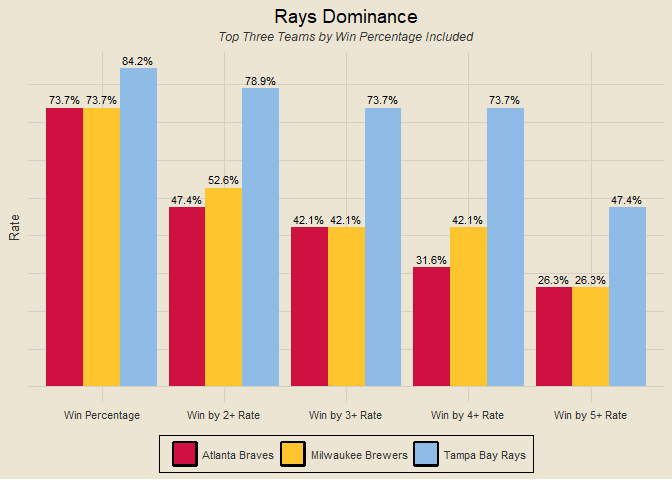 Rays Dominance
Top Three Teams by Win Percentage Included
Rate
73.7% 73.7% 84.2%
47.4% 52.6% 78.9%
42.1% 42.1% 73.7%
31.6% 42.1% 73.7%
26.3% 26.3% 47.4%
Win Percentage Win by 2+ Rate Win by 3+ Rate Win by 4+ Rate Win by 5+ Rate
Atlanta Braves Milwaukee Brewers Tampa Bay Rays